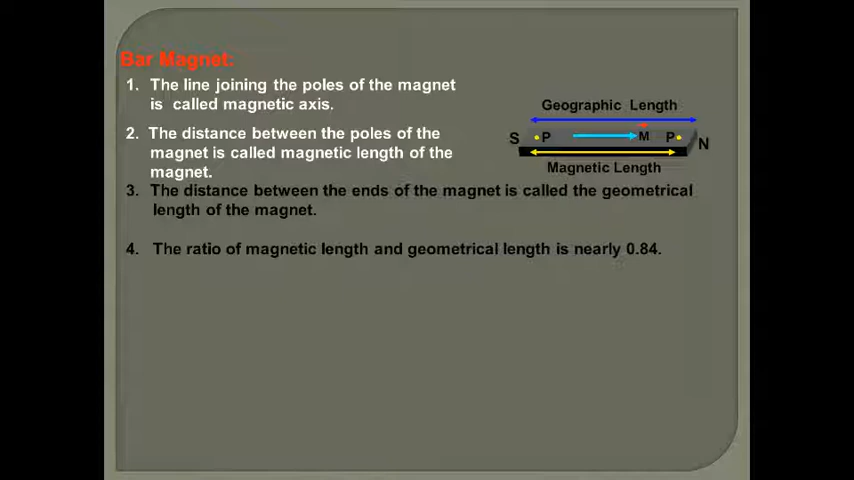 Bar Magnet:
1. The line joining the poles of the magnet
is called magnetic axis.
2. The distance between the poles of the
magnet is called magnetic length of the
magnet.
Geographic Length
S P M P N
Magnetic Length
3. The distance between the ends of the magnet is called the geometrical
length of the magnet.
4. The ratio of magnetic length and geometrical length is nearly 0.84.